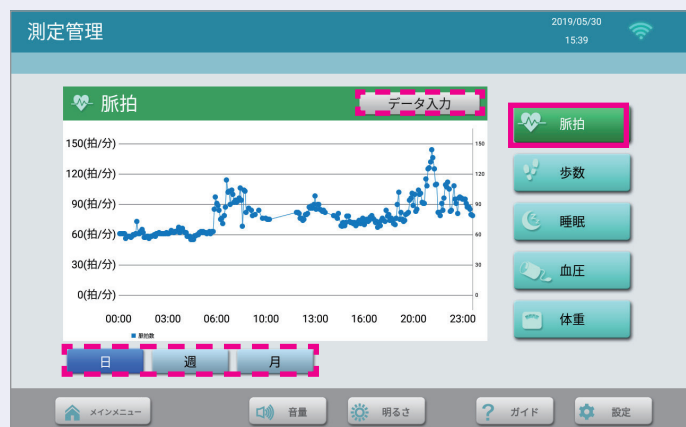 測定管理
2019/05/30
15:39
脈拍
データ入力
150(拍/分)
120(拍/分)
90(拍/分)
60(拍/分)
30(拍/分)
0(拍/分)
150
120
90
60
30
0
00:00 03:00 06:00 10:00 13:00 16:00 20:00 23:00
脈拍数
日 週 月
脈拍
歩数
睡眠
血圧
体重
メインメニュー 音量 明るさ ? ガイド 設定